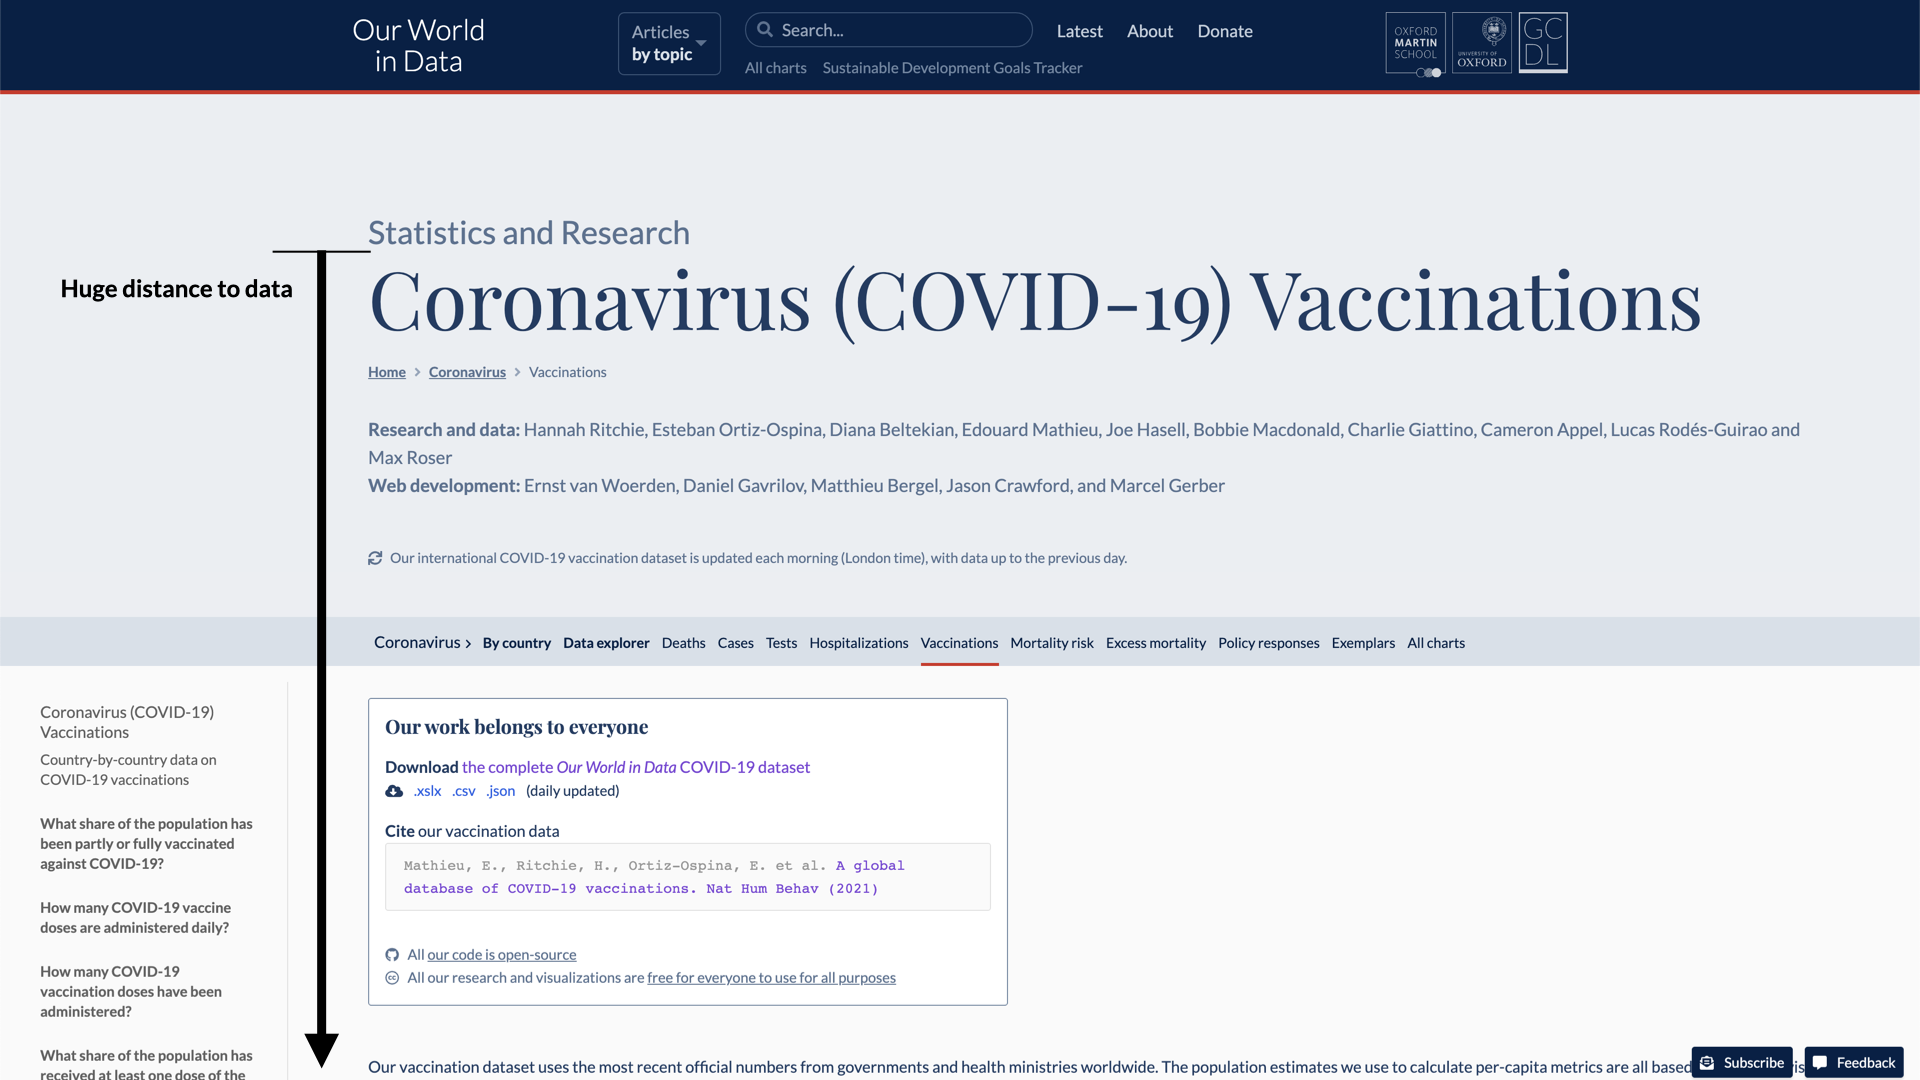 Our World
in Data
Articles
by topic
Search...
All charts
Sustainable Development Goals Tracker
Latest
About
Donate
OXFORD
MARTIN
SCHOOL
UNIVERSITY OF
OXFORD
GC
DL
Statistics and Research
Huge distance to data
Coronavirus (COVID-19) Vaccinations
Home > Coronavirus > Vaccinations
Research and data: Hannah Ritchie, Esteban Ortiz-Ospina, Diana Beltekian, Edouard Mathieu, Joe Hasell, Bobbie Macdonald, Charlie Giattino, Cameron Appel, Lucas Rodés-Guirao and
Max Roser
Web development: Ernst van Woerden, Daniel Gavrilov, Matthieu Bergel, Jason Crawford, and Marcel Gerber
Our international COVID-19 vaccination dataset is updated each morning (London time), with data up to the previous day.
Coronavirus > By country Data explorer Deaths Cases Tests Hospitalizations Vaccinations Mortality risk Excess mortality Policy responses Exemplars All charts
Coronavirus (COVID-19)
Vaccinations
Country-by-country data on
COVID-19 vaccinations
What share of the population has
been partly or fully vaccinated
against COVID-19?
How many COVID-19 vaccine
doses are administered daily?
How many COVID-19
vaccination doses have been
administered?
What share of the population has
received at least one dose of the
Our work belongs to everyone
Download the complete Our World in Data COVID-19 dataset
.xslx .csv .json (daily updated)
Cite our vaccination data
Mathieu, E., Ritchie, H., Ortiz-Ospina, E. et al. A global
database of COVID-19 vaccinations. Nat Hum Behav (2021)
All our code is open-source
All our research and visualizations are free for everyone to use for all purposes
Our vaccination dataset uses the most recent official numbers from governments and health ministries worldwide. The population estimates we use to calculate per-capita metrics are all based
Subscribe
Feedback